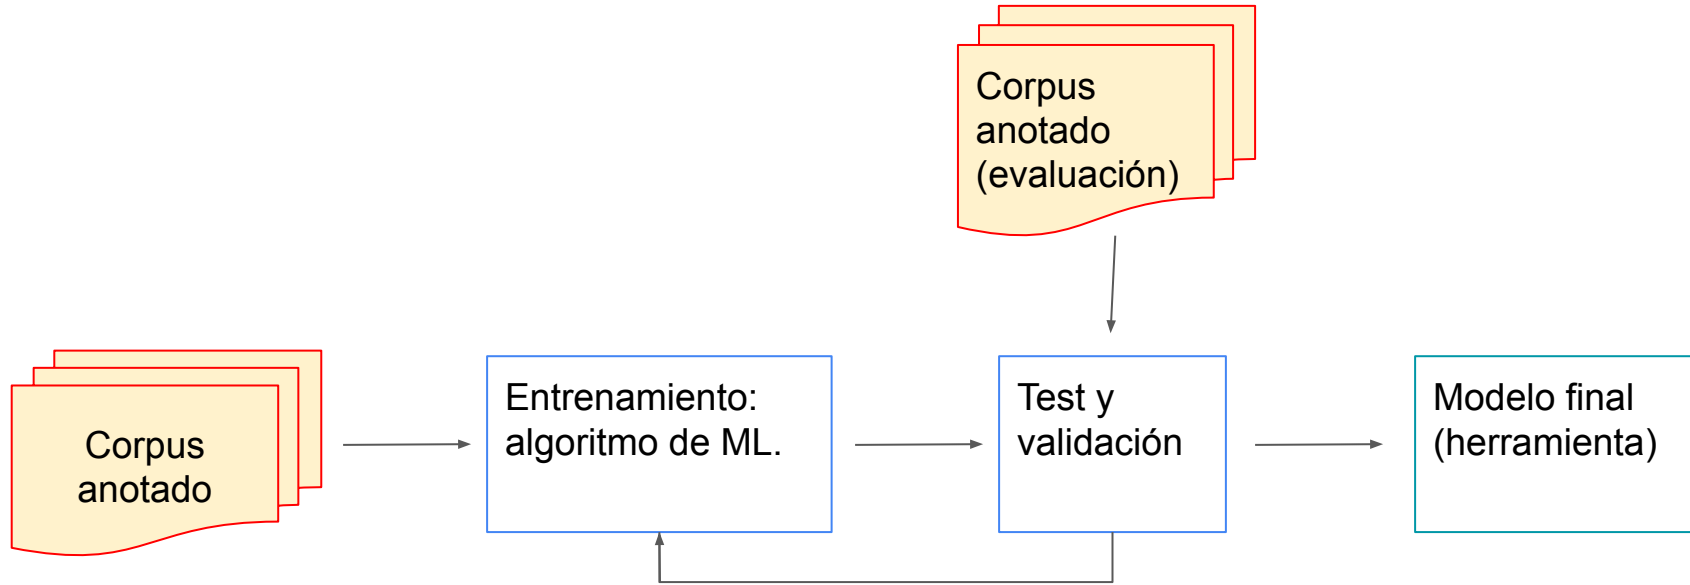 Corpus
anotado
(evaluación)
Corpus
anotado
Entrenamiento:
algoritmo de ML.
Test y
validación
Modelo final
(herramienta)